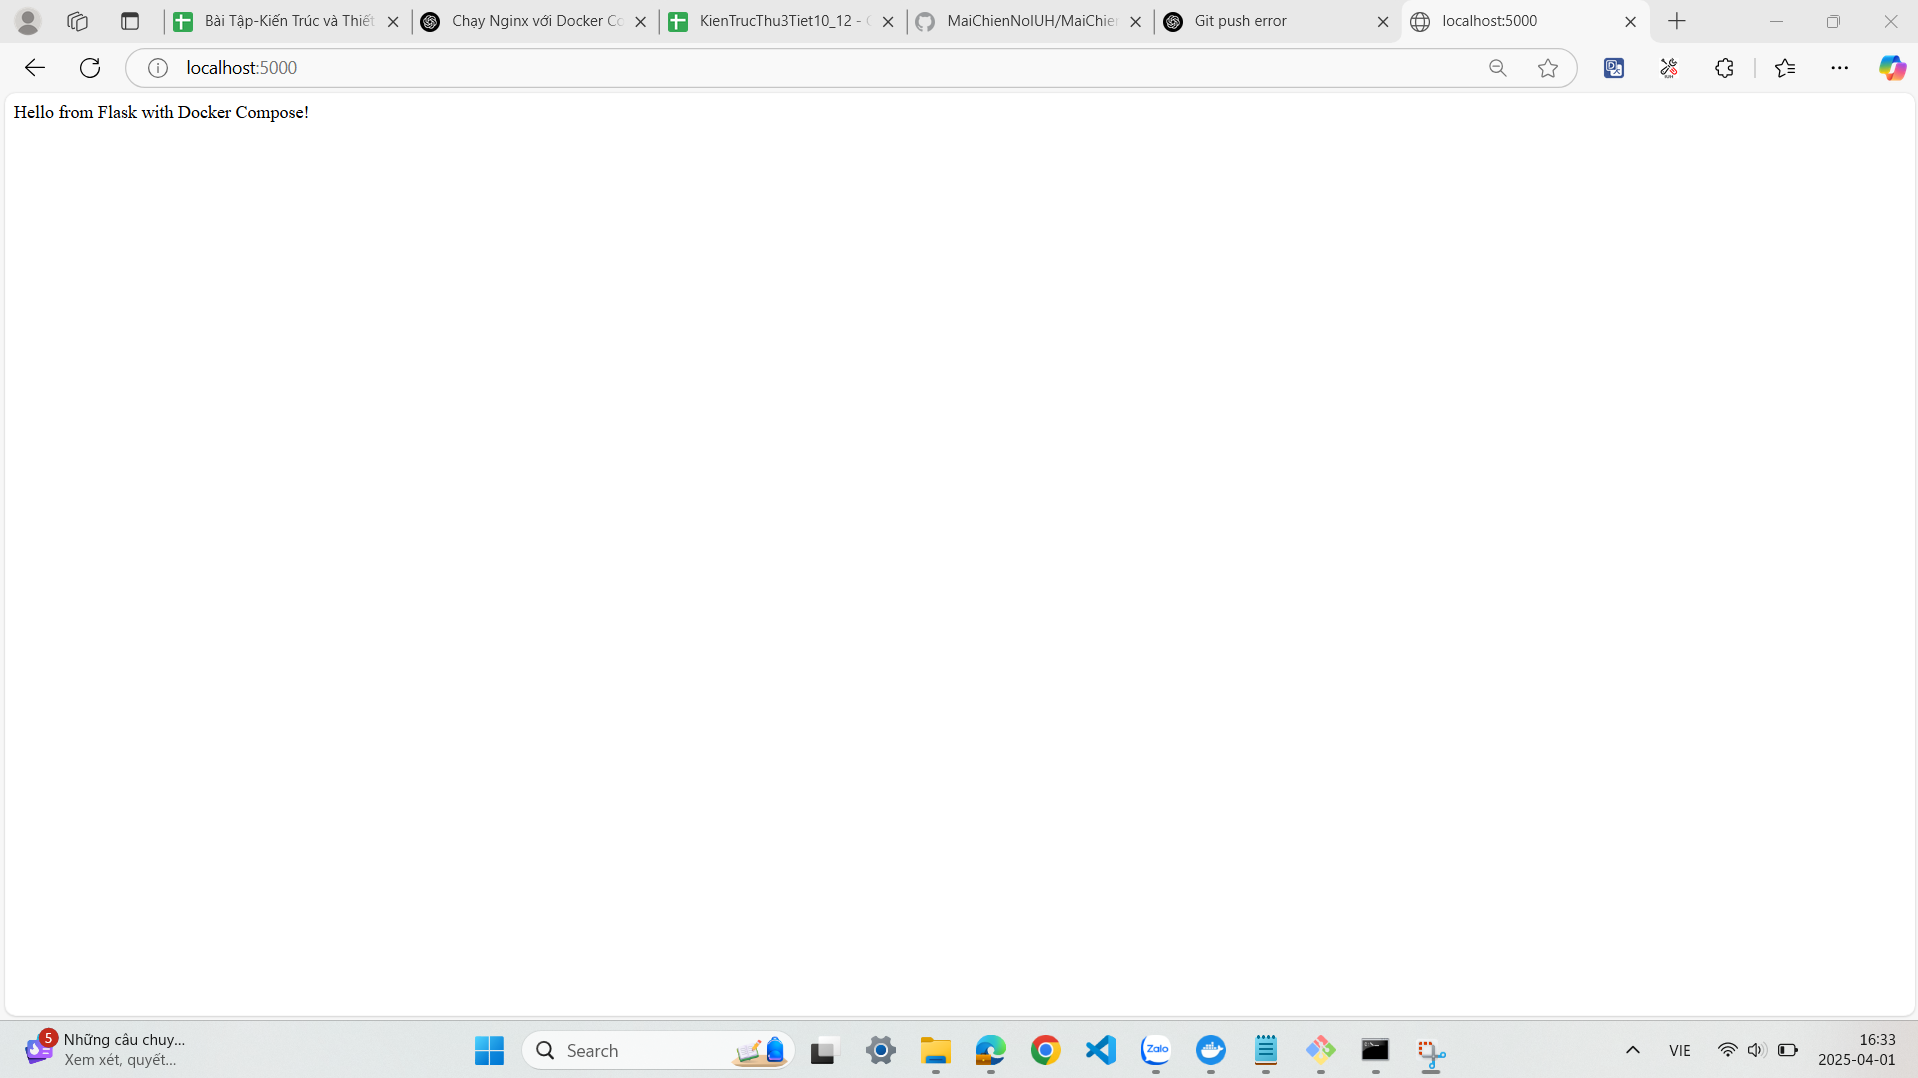 Bài Tập-Kiến Trúc và Thiết
Chạy Nginx với Docker Co
KienTrucThu3Tiet10_12 -
MaiChienNoIUH/MaiChien
Git push error
localhost:5000
localhost:5000
Hello from Flask with Docker Compose!
5
Những câu chuy...
Xem xét, quyết...
Search
Zalo
VIE
16:33
2025-04-01